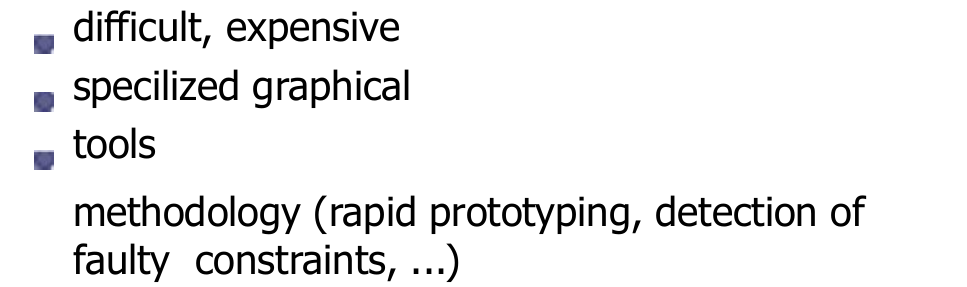 difficult, expensive
specilized graphical
tools
methodology (rapid prototyping, detection of
faulty  constraints, ...)